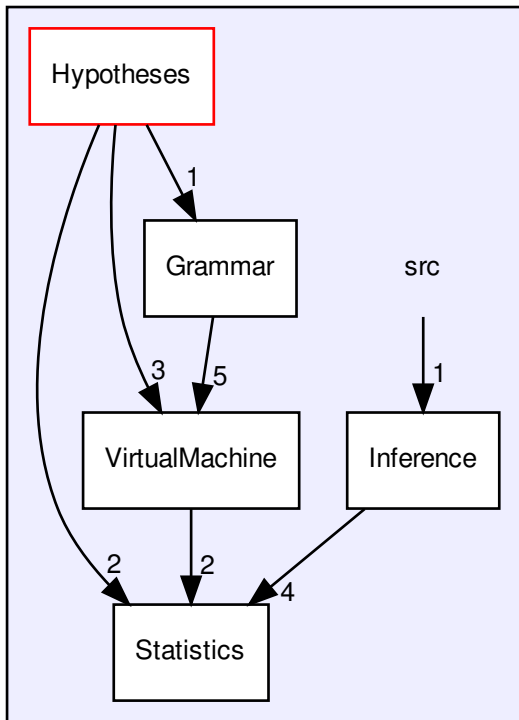 Hypotheses
1
Grammar
src
3
5
1
VirtualMachine
Inference
2
2
4
Statistics